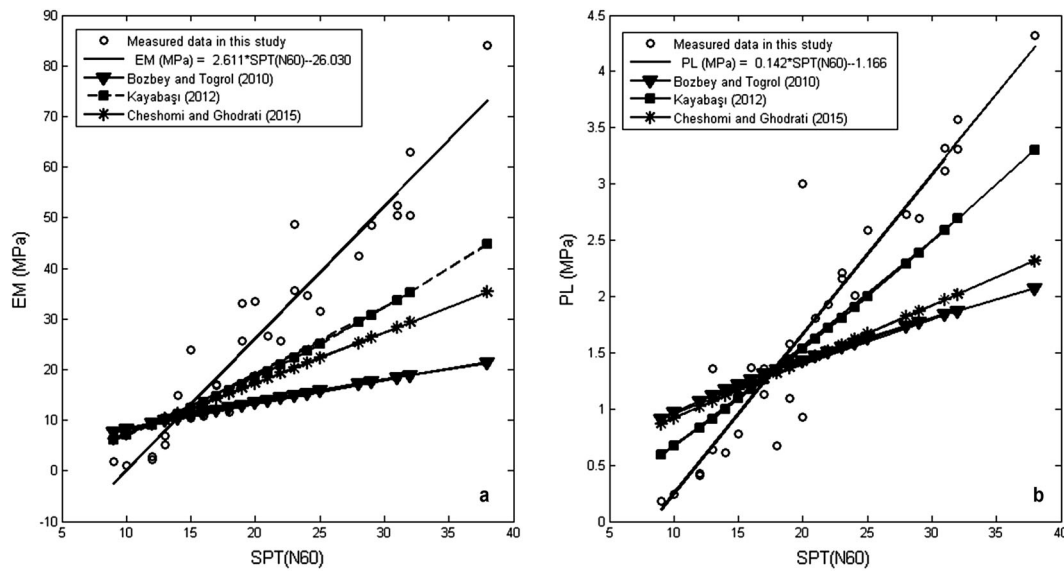 90
80
70
60
50
40
30
20
10
0
-10
EM (MPa)
Measured data in this study
EM (MPa) = 2.611*SPT(N60)--26.030
Bozbey and Togrol (2010)
Kayabaşı (2012)
Cheshomi and Ghodrati (2015)
a
5 10 15 20 25 30 35 40
SPT(N60)
4.5
4
3.5
3
2.5
2
1.5
1
0.5
0
PL (MPa)
Measured data in this study
PL (MPa) = 0.142*SPT(N60)--1.166
Bozbey and Togrol (2010)
Kayabaşı (2012)
Cheshomi and Ghodrati (2015)
b
5 10 15 20 25 30 35 40
SPT(N60)